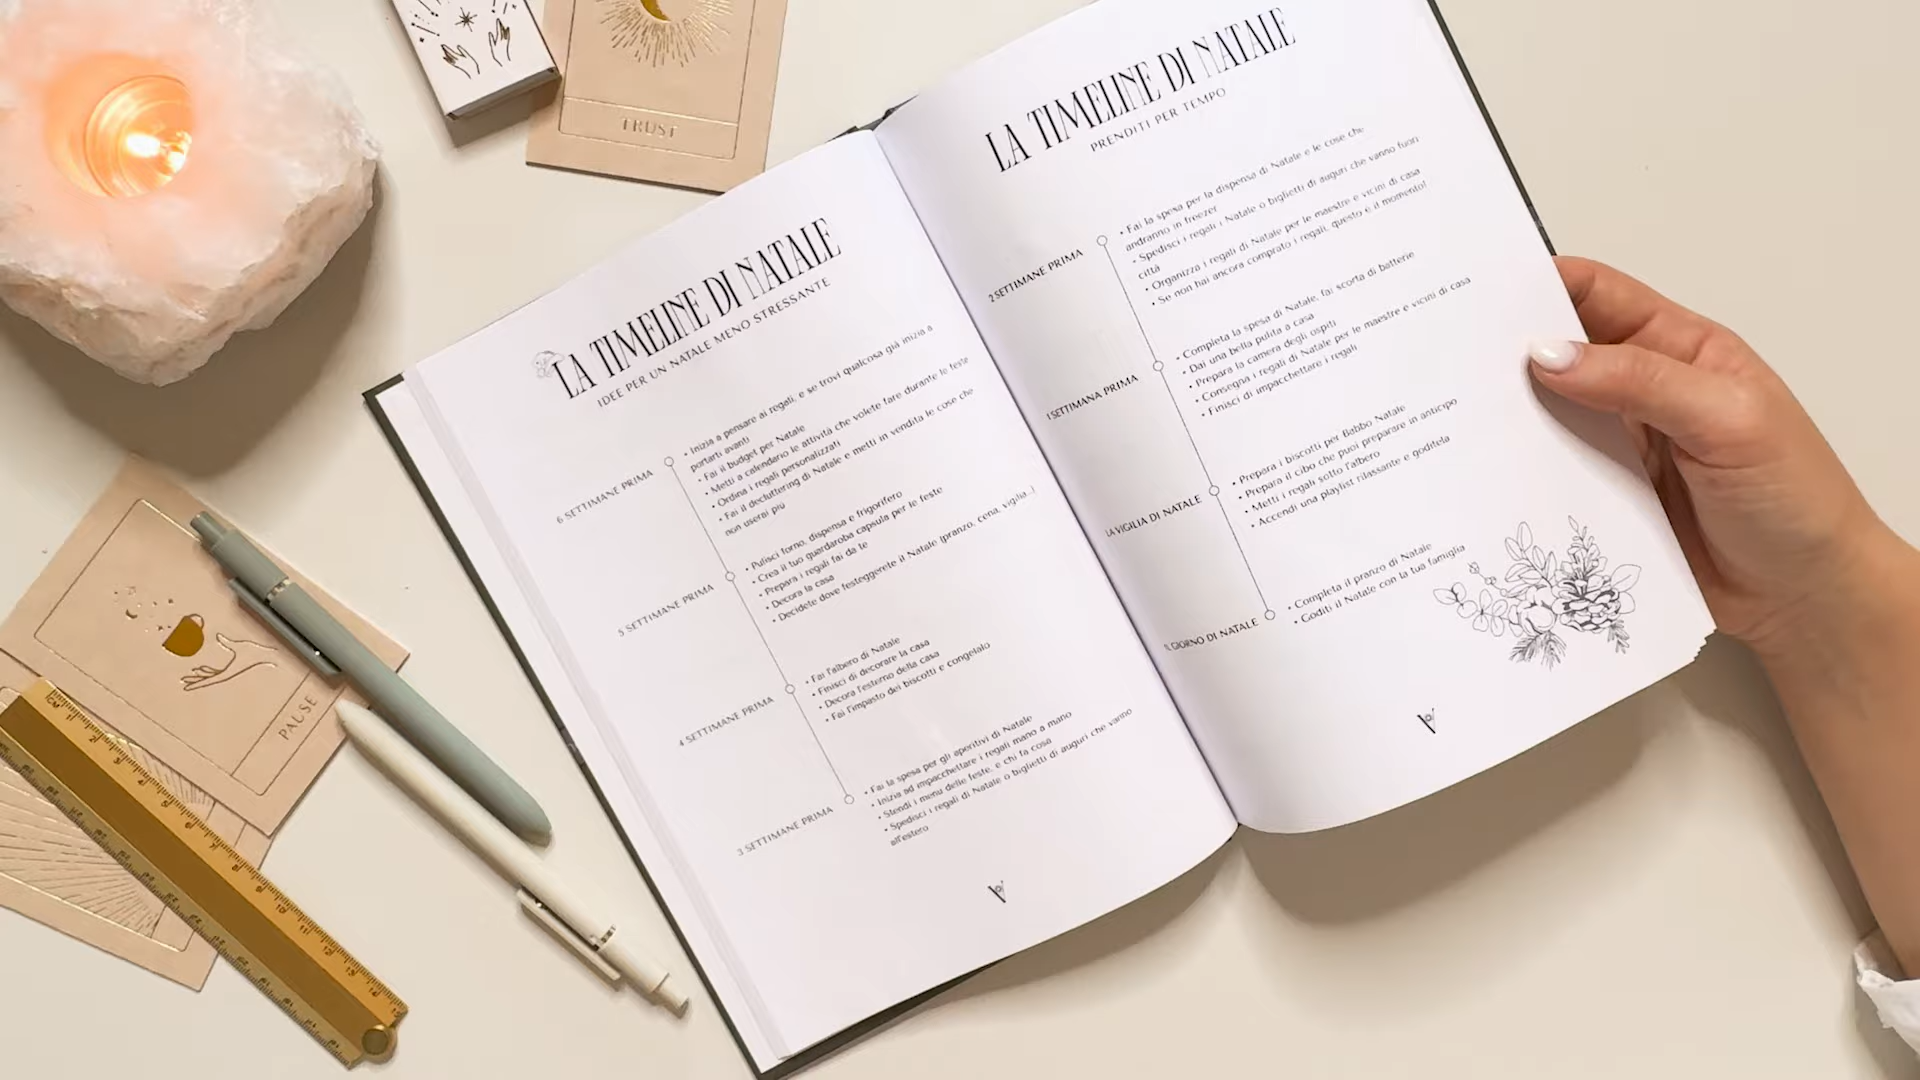 TRUST
PAUSE
LA TIMELINE DI NATALE
IDEE PER UN NATALE MENO STRESSANTE
6 SETTIMANE PRIMA
• Inizia a pensare ai regali, e se trovi qualcosa già inizia a
portarti avanti
• Fai il budget per Natale
• Metti a calendario le attività che volete fare durante le feste
• Ordina i regali personalizzati
• Fai il decluttering di Natale e metti in vendita le cose che
non userai più
5 SETTIMANE PRIMA
• Pulisci forno, dispensa e frigorifero
• Crea il tuo guardaroba capsula per le feste
• Prepara i regali fai da te
• Decora la casa
• Decidete dove festeggerete il Natale (pranzo, cena, vigilia...)
4 SETTIMANE PRIMA
• Fai l'albero di Natale
• Finisci di decorare la casa
• Decora l'esterno della casa
• Fai l'impasto dei biscotti e congelalo
3 SETTIMANE PRIMA
• Fai la spesa per gli aperitivi di Natale
• Inizia ad impacchettare i regali mano a mano
• Stendi i menu delle feste, e chi fa cosa
• Spedisci i regali di Natale o biglietti di auguri che vanno
all'estero
LA TIMELINE DI NATALE
PRENDITI PER TEMPO
2 SETTIMANE PRIMA
• Fai la spesa per la dispensa di Natale e le cose che
andranno in freezer
• Spedisci i regali i Natale o biglietti di auguri che vanno fuori
città
• Organizza i regali di Natale per le maestre e vicini di casa
• Se non hai ancora comprato i regali, questo è il momento!
1 SETTIMANA PRIMA
• Completa la spesa di Natale, fai scorta di batterie
• Dai una bella pulita a casa
• Prepara la camera degli ospiti
• Consegna i regali di Natale per le maestre e vicini di casa
• Finisci di impacchettare i regali
LA VIGILIA DI NATALE
• Prepara i biscotti per Babbo Natale
• Prepara il cibo che puoi preparare in anticipo
• Metti i regali sotto l'albero
• Accendi una playlist rilassante e goditela
IL GIORNO DI NATALE
• Completa il pranzo di Natale
• Goditi il Natale con la tua famiglia